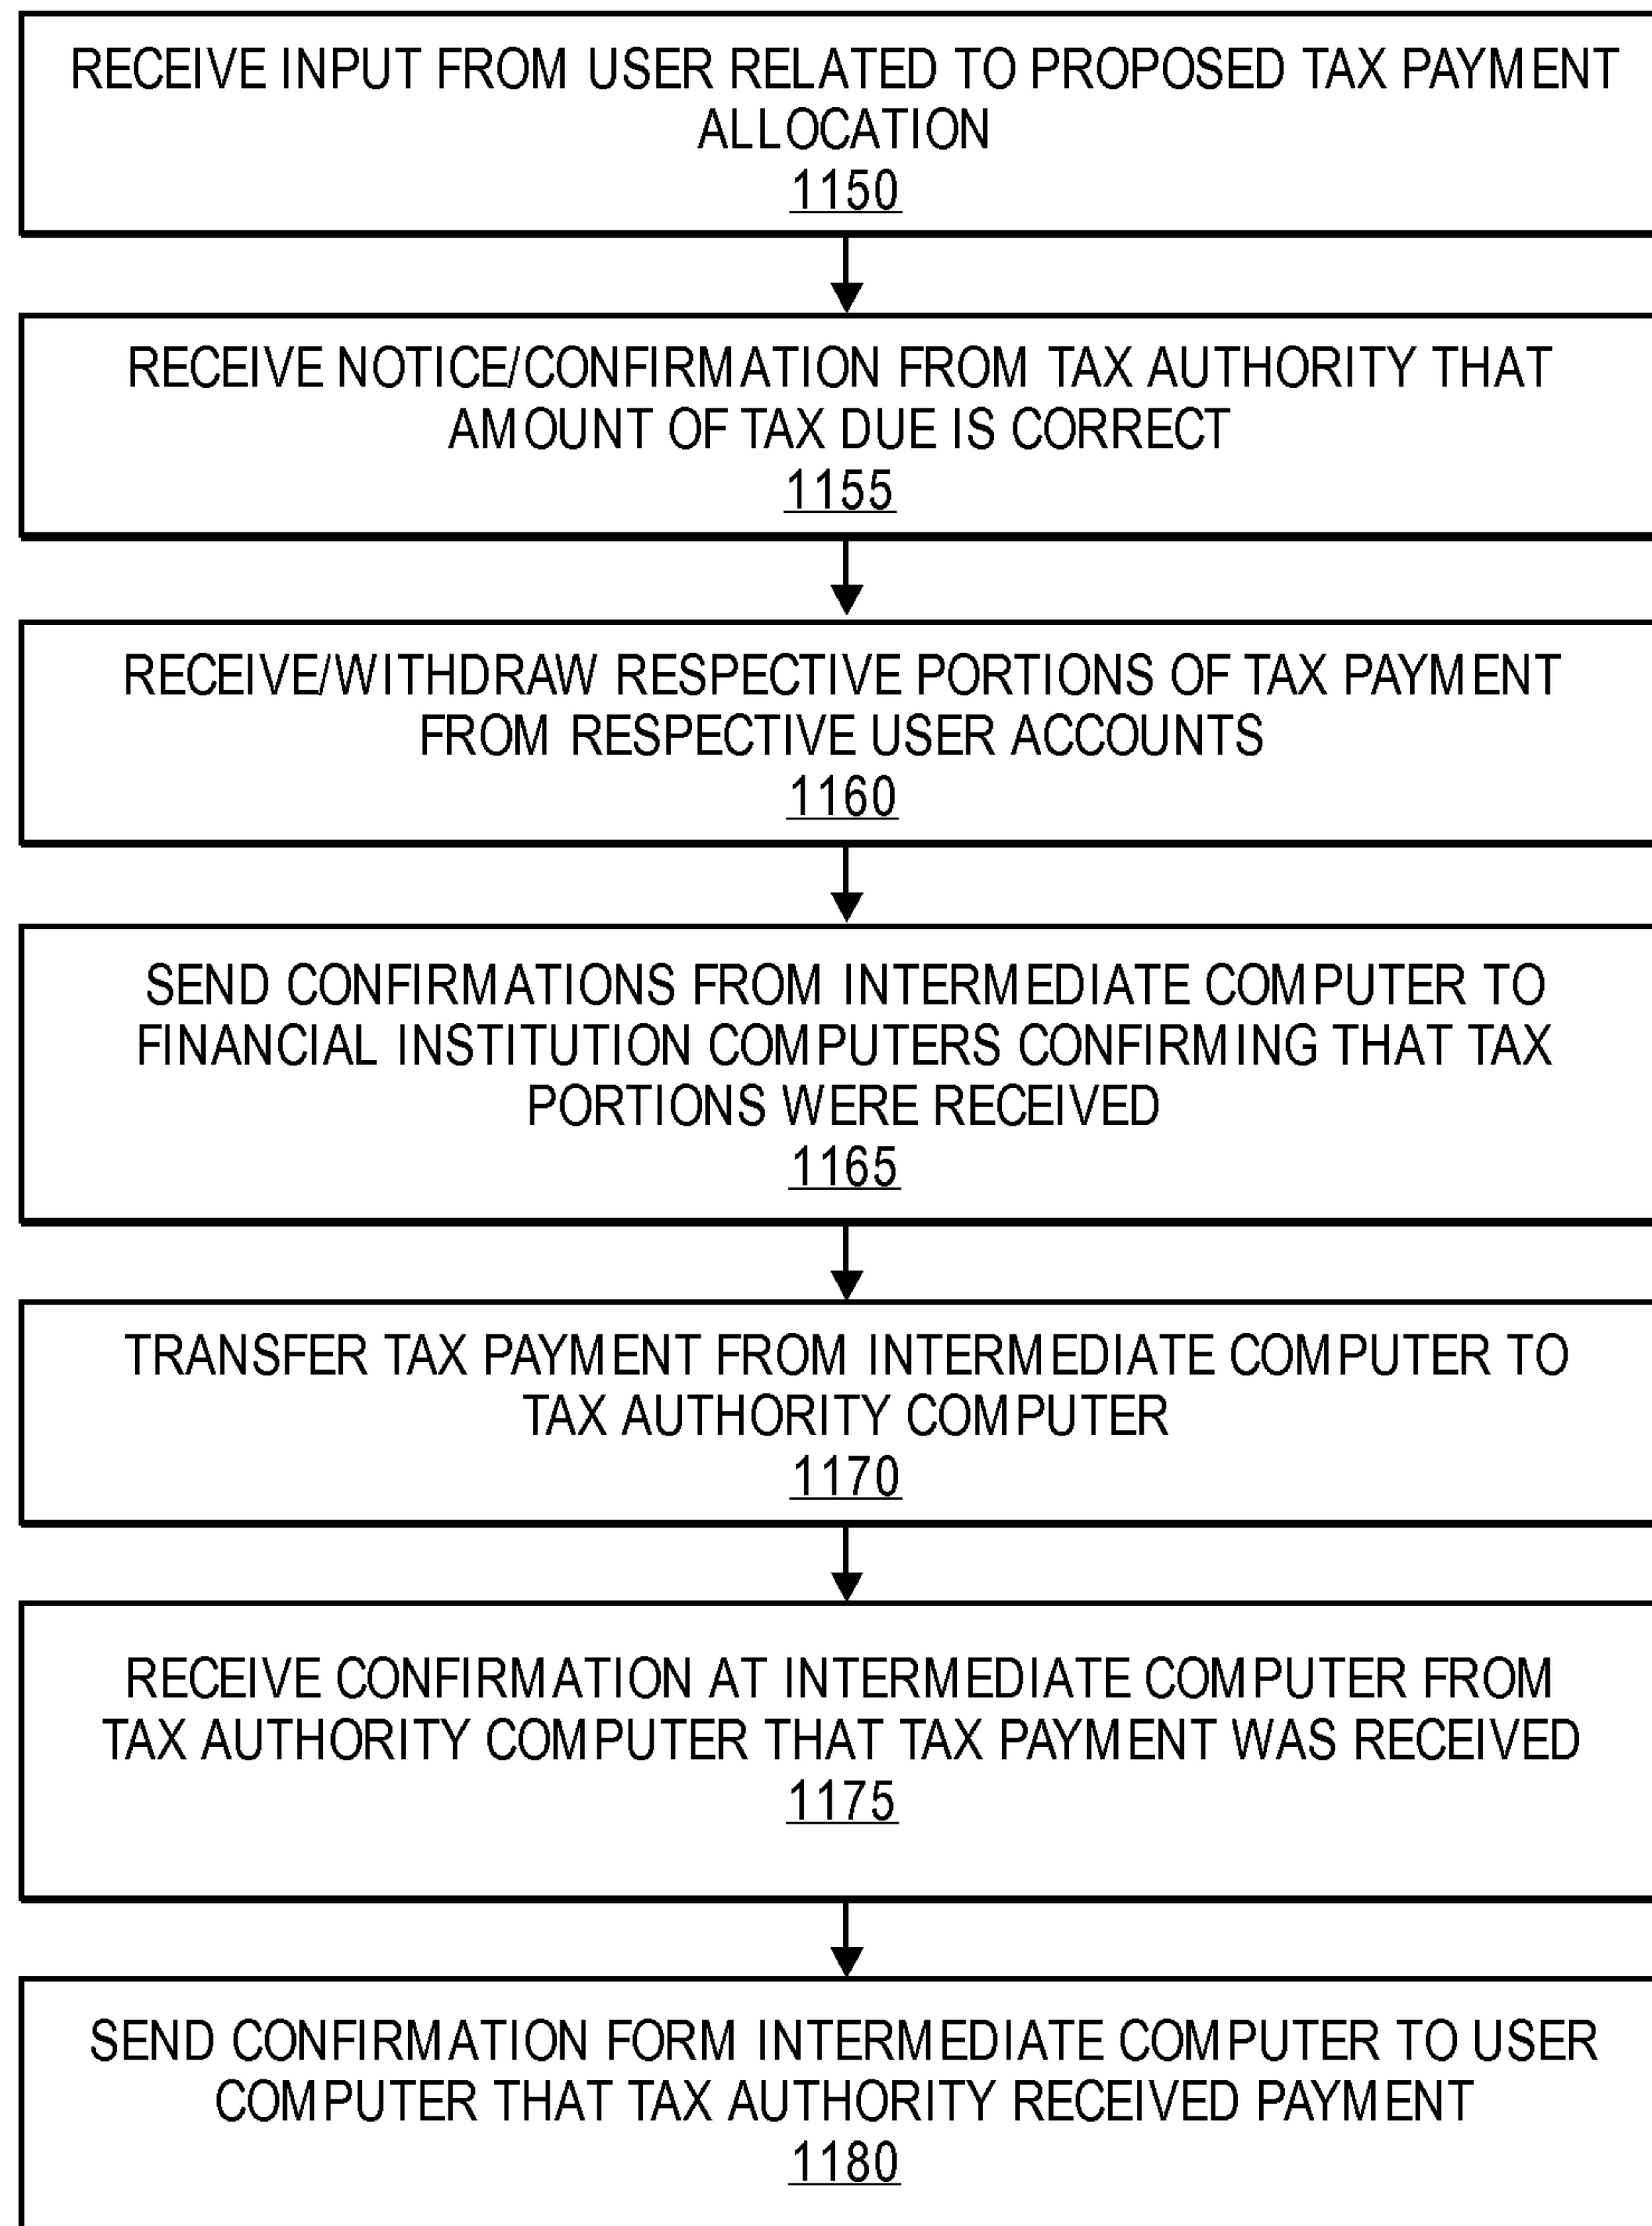 RECEIVE INPUT FROM USER RELATED TO PROPOSED TAX PAYMENT
ALLOCATION
1150
RECEIVE NOTICE/CONFIRMATION FROM TAX AUTHORITY THAT
AMOUNT OF TAX DUE IS CORRECT
1155
RECEIVE/WITHDRAW RESPECTIVE PORTIONS OF TAX PAYMENT
FROM RESPECTIVE USER ACCOUNTS
1160
SEND CONFIRMATIONS FROM INTERMEDIATE COMPUTER TO
FINANCIAL INSTITUTION COMPUTERS CONFIRMING THAT TAX
PORTIONS WERE RECEIVED
1165
TRANSFER TAX PAYMENT FROM INTERMEDIATE COMPUTER TO
TAX AUTHORITY COMPUTER
1170
RECEIVE CONFIRMATION AT INTERMEDIATE COMPUTER FROM
TAX AUTHORITY COMPUTER THAT TAX PAYMENT WAS RECEIVED
1175
SEND CONFIRMATION FORM INTERMEDIATE COMPUTER TO USER
COMPUTER THAT TAX AUTHORITY RECEIVED PAYMENT
1180